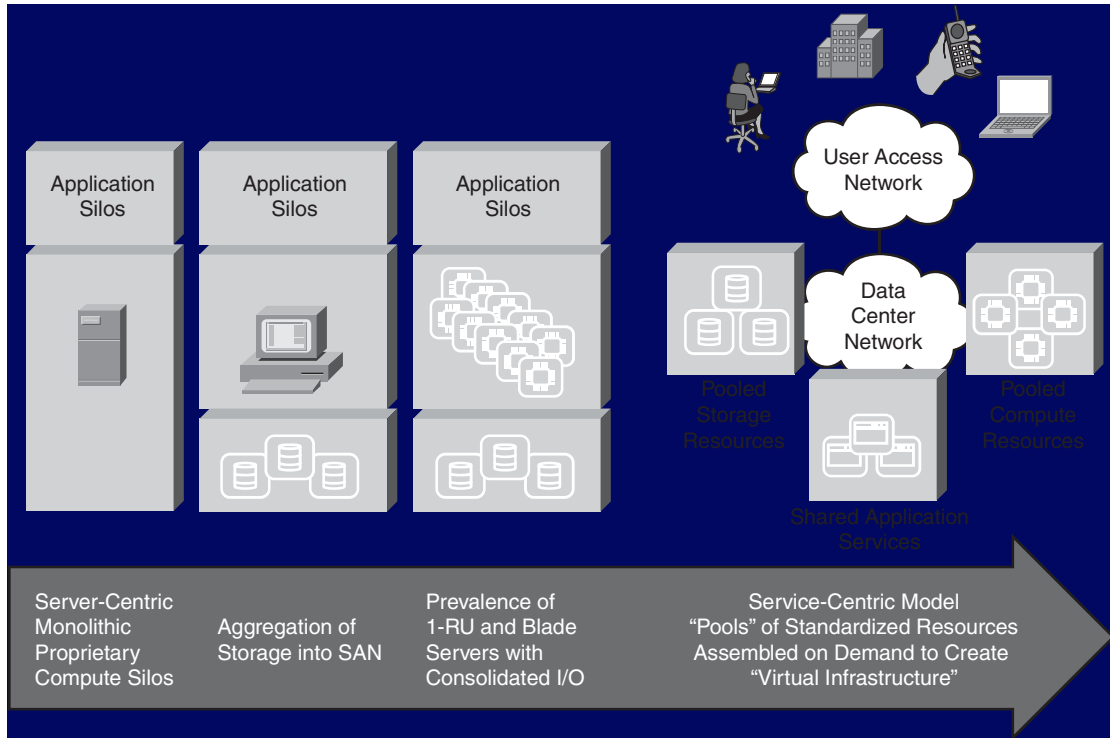 Application
Silos
Application
Silos
Application
Silos
User Access
Network
Data
Center
Network
Pooled
Storage
Resources
Pooled
Compute
Resources
Shared Application
Services
Server-Centric
Monolithic
Proprietary
Compute Silos
Aggregation of
Storage into SAN
Prevalence of
1-RU and Blade
Servers with
Consolidated I/O
Service-Centric Model
“Pools” of Standardized Resources
Assembled on Demand to Create
“Virtual Infrastructure”